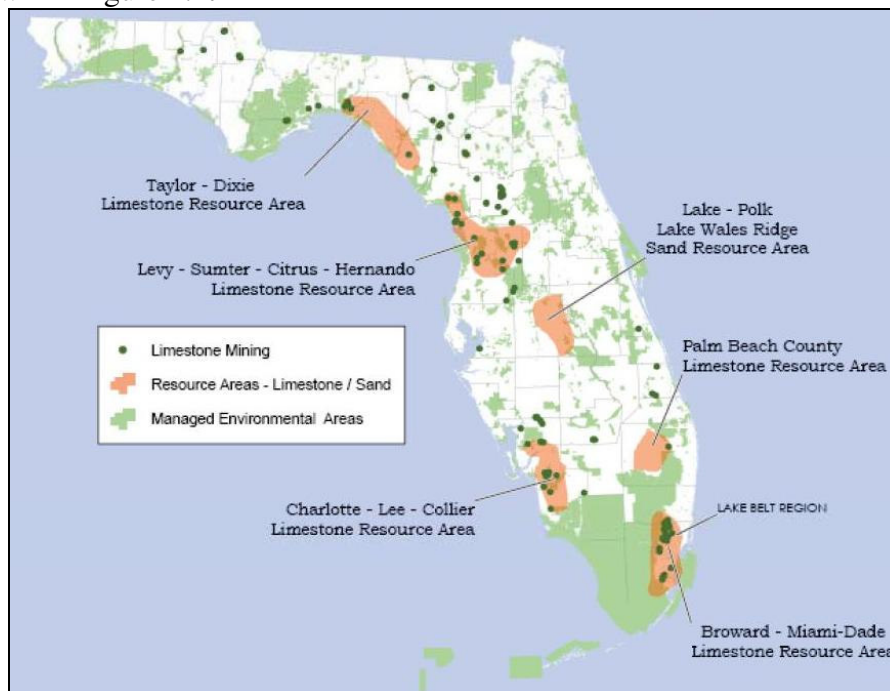 Taylor - Dixie
Limestone Resource Area
Lake - Polk
Lake Wales Ridge
Sand Resource Area
Levy - Sumter - Citrus - Hernando
Limestone Resource Area
Limestone Mining
Resource Areas - Limestone / Sand
Managed Environmental Areas
Palm Beach County
Limestone Resource Area
Charlotte - Lee - Collier
Limestone Resource Area
LAKE BELT REGION
Broward - Miami-Dade
Limestone Resource Area